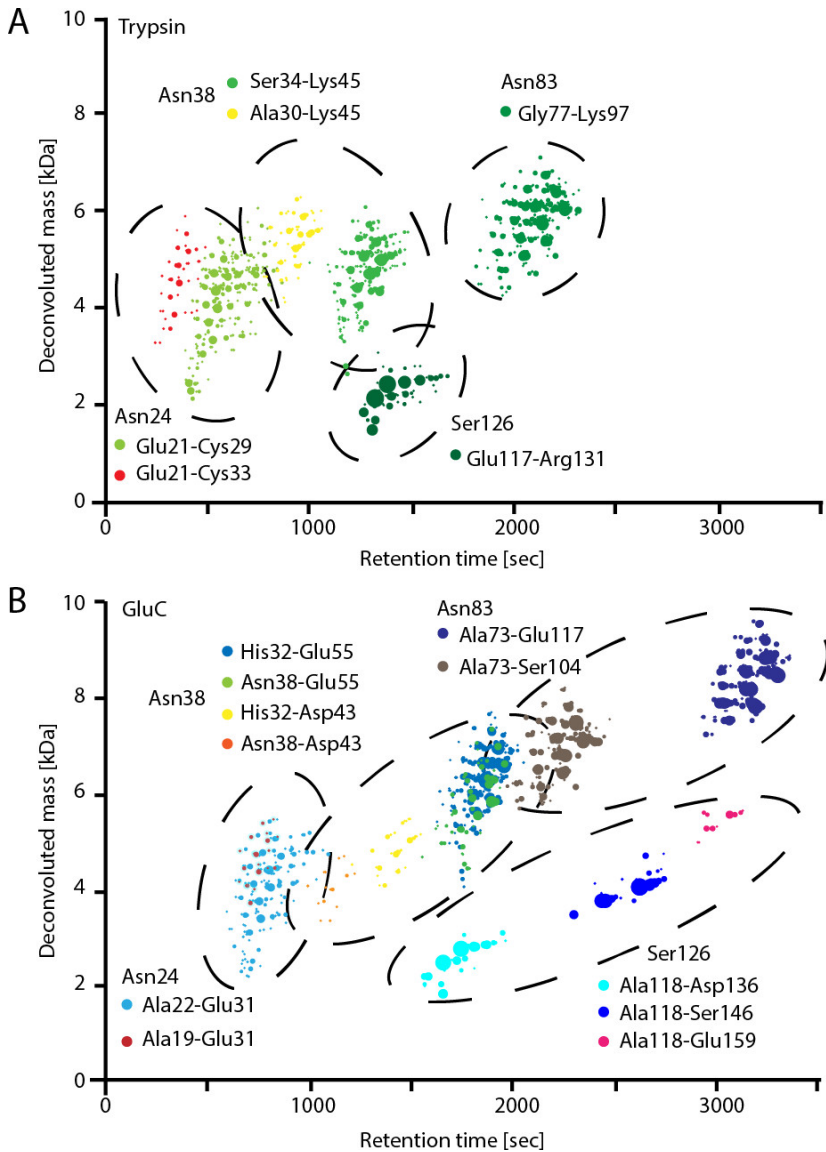 A
Trypsin
Asn38
Ser34-Lys45
Ala30-Lys45
Asn83
Gly77-Lys97
Asn24
Glu21-Cys29
Glu21-Cys33
Ser126
Glu117-Arg131
10
8
6
4
2
0
Deconvoluted mass [kDa]
0 1000 2000 3000
Retention time [sec]
B
GluC
Asn38
His32-Glu55
Asn38-Glu55
His32-Asp43
Asn38-Asp43
Asn83
Ala73-Glu117
Ala73-Ser104
Asn24
Ala22-Glu31
Ala19-Glu31
Ser126
Ala118-Asp136
Ala118-Ser146
Ala118-Glu159
10
8
6
4
2
0
Deconvoluted mass [kDa]
0 1000 2000 3000
Retention time [sec]